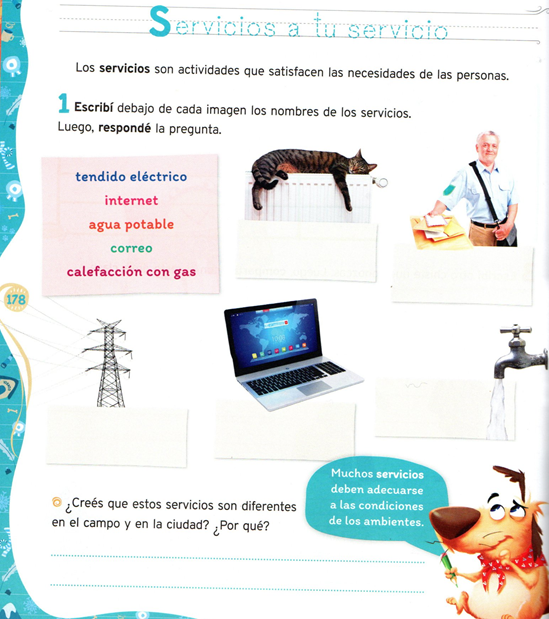 Servicios a tu servicio
Los servicios son actividades que satisfacen las necesidades de las personas.
1 Escribí debajo de cada imagen los nombres de los servicios.
Luego, respondé la pregunta.
tendido eléctrico
internet
agua potable
correo
calefacción con gas
178
¿Creés que estos servicios son diferentes
en el campo y en la ciudad? ¿Por qué?
Muchos servicios
deben adecuarse
a las condiciones
de los ambientes.